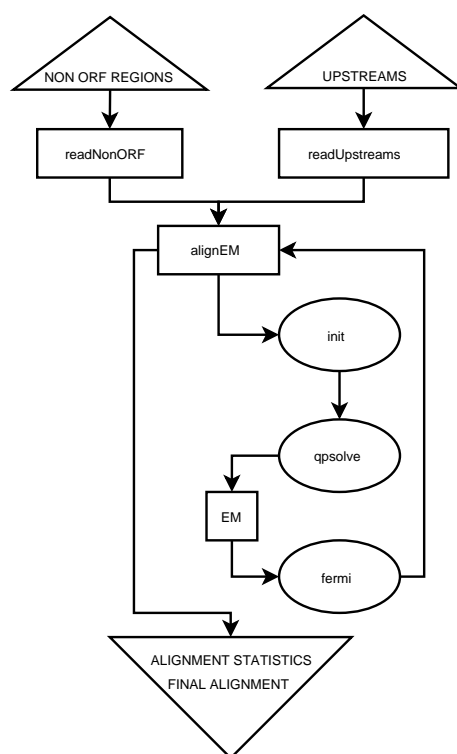 NON ORF REGIONS
UPSTREAMS
readNonORF
readUpstreams
alignEM
init
qpsolve
EM
fermi
ALIGNMENT STATISTICS
FINAL ALIGNMENT